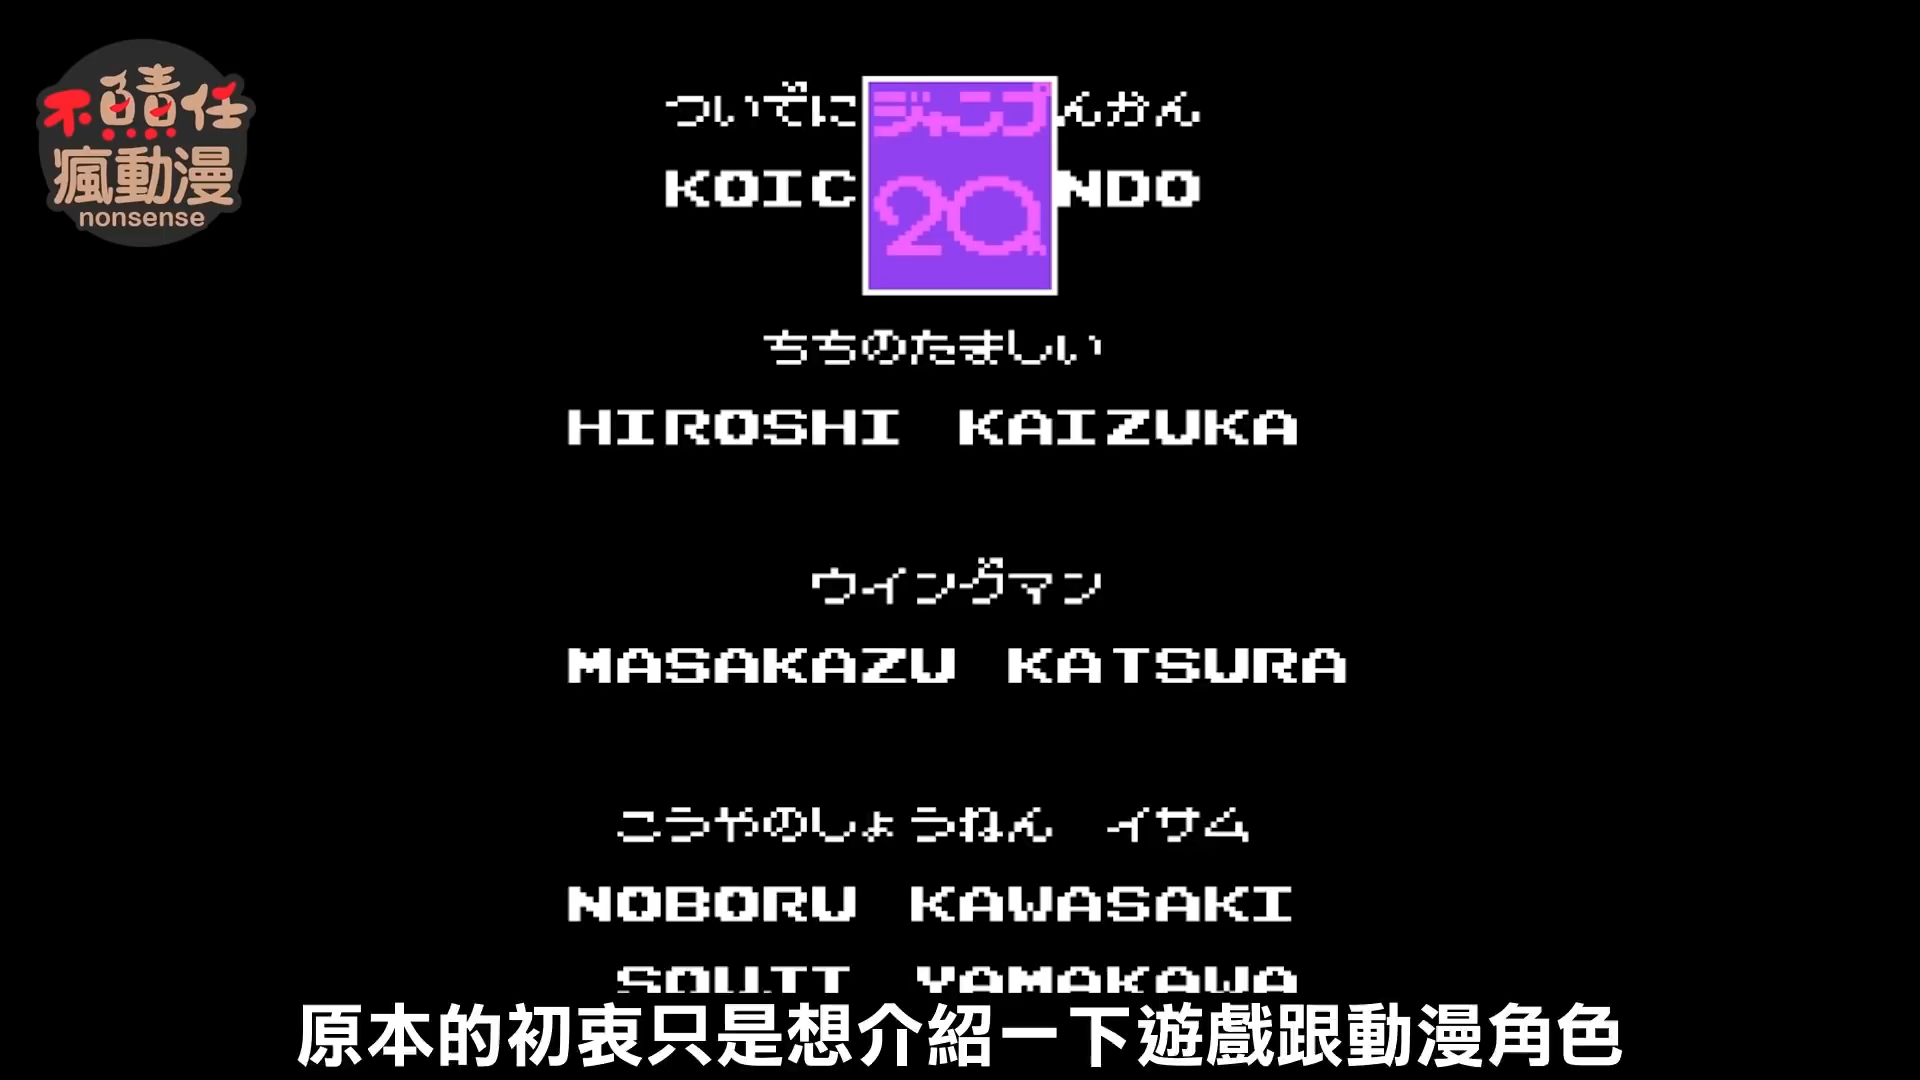 不負責任
瘋動漫
nonsense
ついでに
んかん
ジャンプ
20
KOIC
NDO
ちちのたましい
HIROSHI KAIZUKA
ウイングマン
MASAKAZU KATSURA
こうやのしょうねん イサム
NOBORU KAWASAKI
SOUJI YAMAKAWA
原本的初衷只是想介紹一下遊戲跟動漫角色